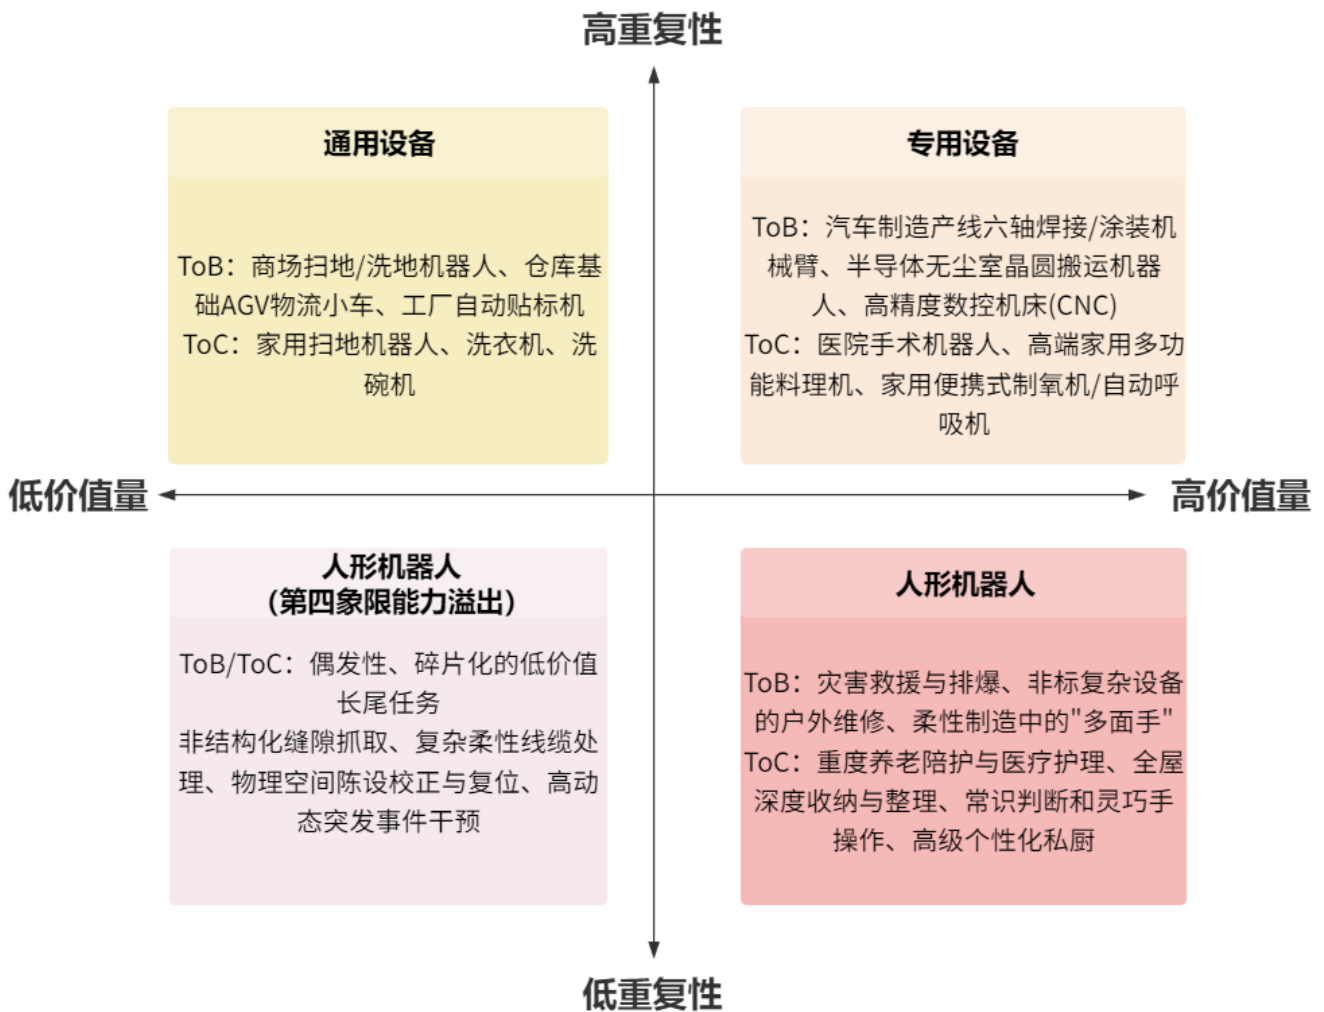 高重复性
通用设备
ToB：商场扫地/洗地机器人、仓库基
础AGV物流小车、工厂自动贴标机
ToC：家用扫地机器人、洗衣机、洗
碗机
专用设备
ToB：汽车制造产线六轴焊接/涂装机
械臂、半导体无尘室晶圆搬运机器
人、高精度数控机床(CNC)
ToC：医院手术机器人、高端家用多功
能料理机、家用便携式制氧机/自动呼
吸机
低价值量
高价值量
人形机器人
（第四象限能力溢出）
ToB/ToC：偶发性、碎片化的低价值
长尾任务
非结构化缝隙抓取、复杂柔性线缆处
理、物理空间陈设校正与复位、高动
态突发事件干预
人形机器人
ToB：灾害救援与排爆、非标复杂设备
的户外维修、柔性制造中的"多面手"
ToC：重度养老陪护与医疗护理、全屋
深度收纳与整理、常识判断和灵巧手
操作、高级个性化私厨
低重复性